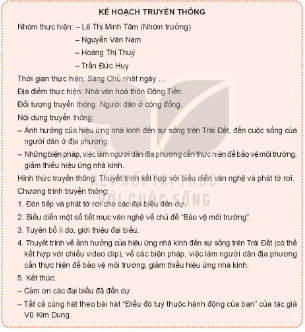 KẾ HOẠCH TRUYỀN THÔNG
Nhóm thực hiện: – Lê Thị Minh Tâm (Nhóm trưởng)
– Nguyễn Văn Nam
– Hoàng Thị Thuý
– Trần Đức Huy
Thời gian thực hiện: Sáng Chủ nhật ngày …
Địa điểm thực hiện: Nhà văn hoá thôn Đông Tiến.
Đối tượng truyền thông: Người dân ở cộng đồng.
Nội dung truyền thông:
– Ảnh hưởng của hiệu ứng nhà kính đến sự sống trên Trái Đất, đến cuộc sống của
người dân ở địa phương.
– Những biện pháp, việc làm người dân địa phương cần thực hiện để bảo vệ môi trường,
giảm thiểu hiệu ứng nhà kính.
Hình thức truyền thông: Thuyết trình kết hợp với biểu diễn văn nghệ và phát tờ rơi.
Chương trình truyền thông:
1. Đón tiếp và phát tờ rơi cho các đại biểu đến dự.
2. Biểu diễn một số tiết mục văn nghệ về chủ đề “Bảo vệ môi trường”.
3. Tuyên bố lí do, giới thiệu đại biểu.
4. Thuyết trình về ảnh hưởng của hiệu ứng nhà kính đến sự sống trên Trái Đất (có thể
kết hợp với chiếu video clip), về các biện pháp, việc làm người dân địa phương
cần thực hiện để bảo vệ môi trường, giảm thiểu hiệu ứng nhà kính.
5. Kết thúc:
– Cảm ơn các đại biểu đã đến dự.
– Tất cả cùng hát theo bài hát “Điều đó tuỳ thuộc hành động của bạn” của tác giả
Vũ Kim Dung.
KẾT NỐI TRI THỨC
VỚI CUỘC SỐNG